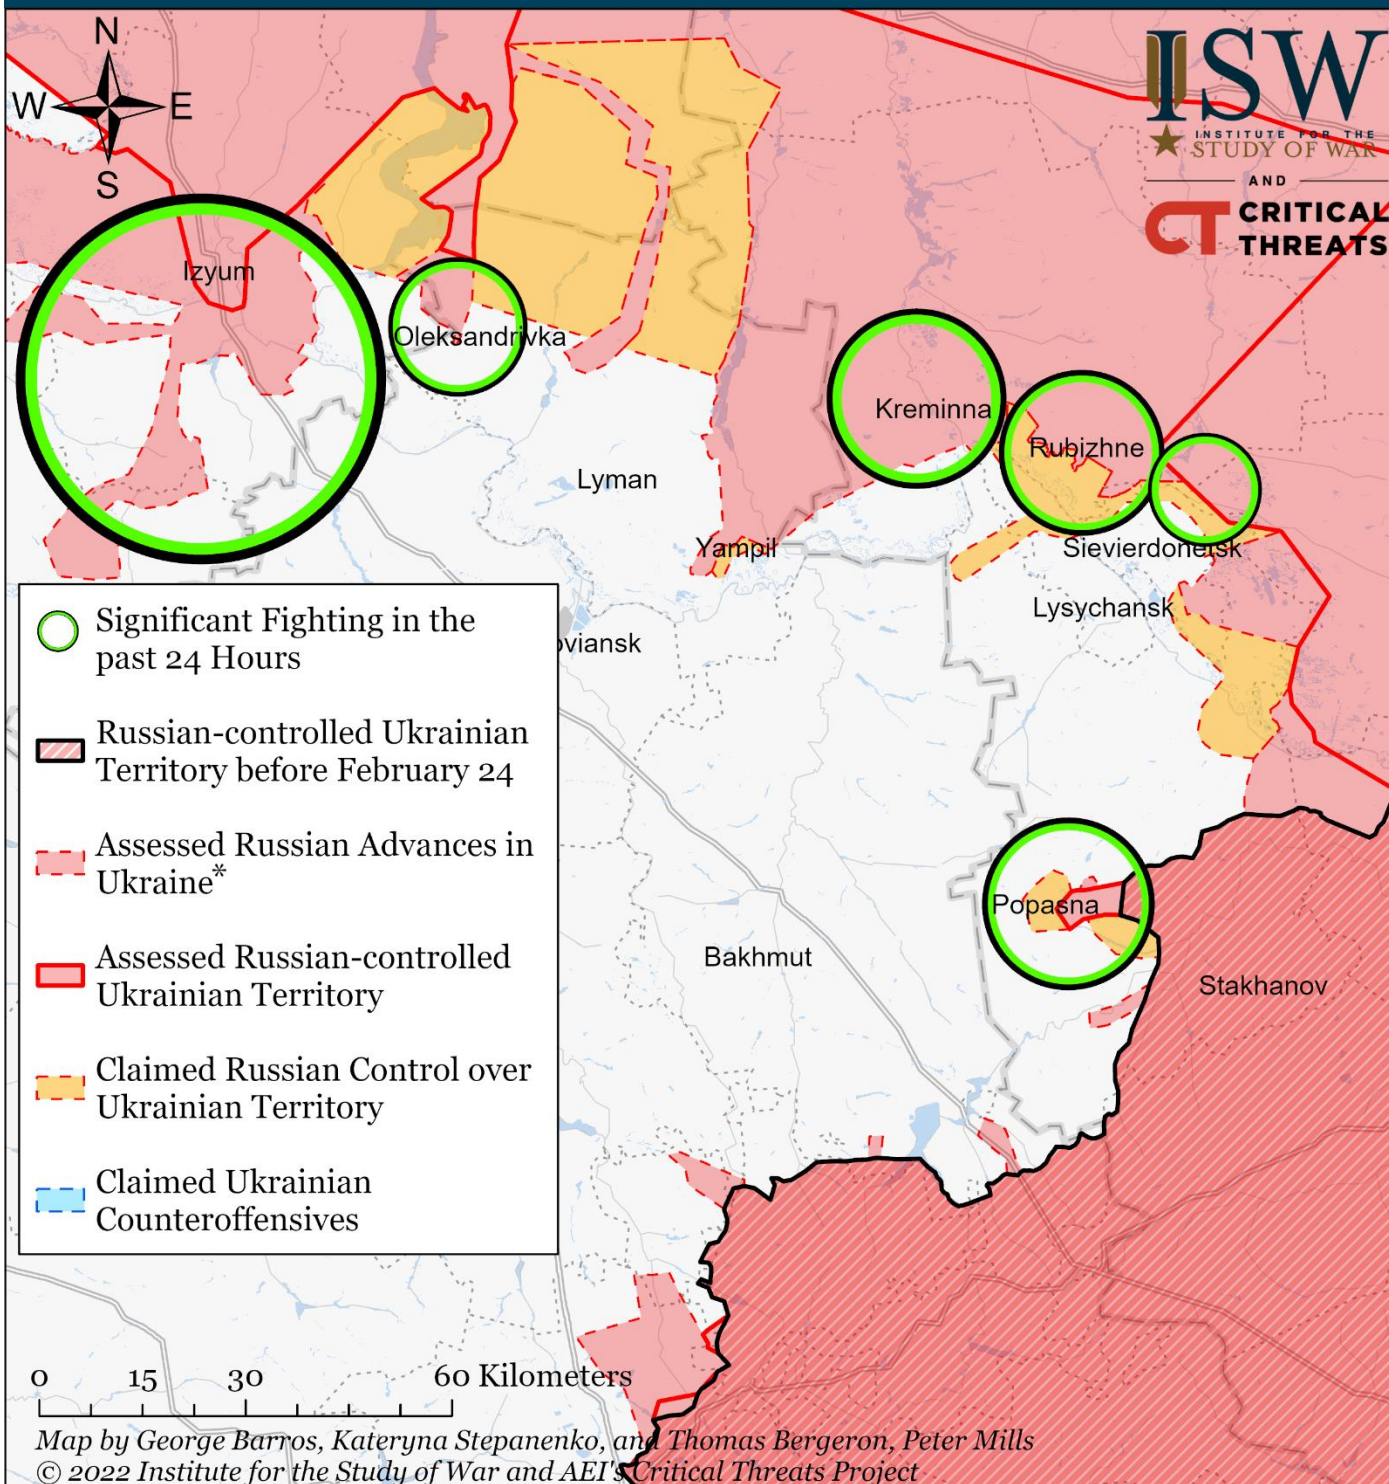 N
W E
S
ISW
INSTITUTE FOR THE
STUDY OF WAR
AND
CT CRITICAL
THREATS
Izyum
Oleksandrivka
Kreminna
Rubizhne
Lyman
Yampil
Sievierdonetsk
Lysychansk
oviansk
Popasna
Bakhmut
Stakhanov
Significant Fighting in the
past 24 Hours
Russian-controlled Ukrainian
Territory before February 24
Assessed Russian Advances in
Ukraine*
Assessed Russian-controlled
Ukrainian Territory
Claimed Russian Control over
Ukrainian Territory
Claimed Ukrainian
Counteroffensives
0 15 30 60 Kilometers
Map by George Barros, Kateryna Stepanenko, and Thomas Bergeron, Peter Mills
© 2022 Institute for the Study of War and AEI's Critical Threats Project